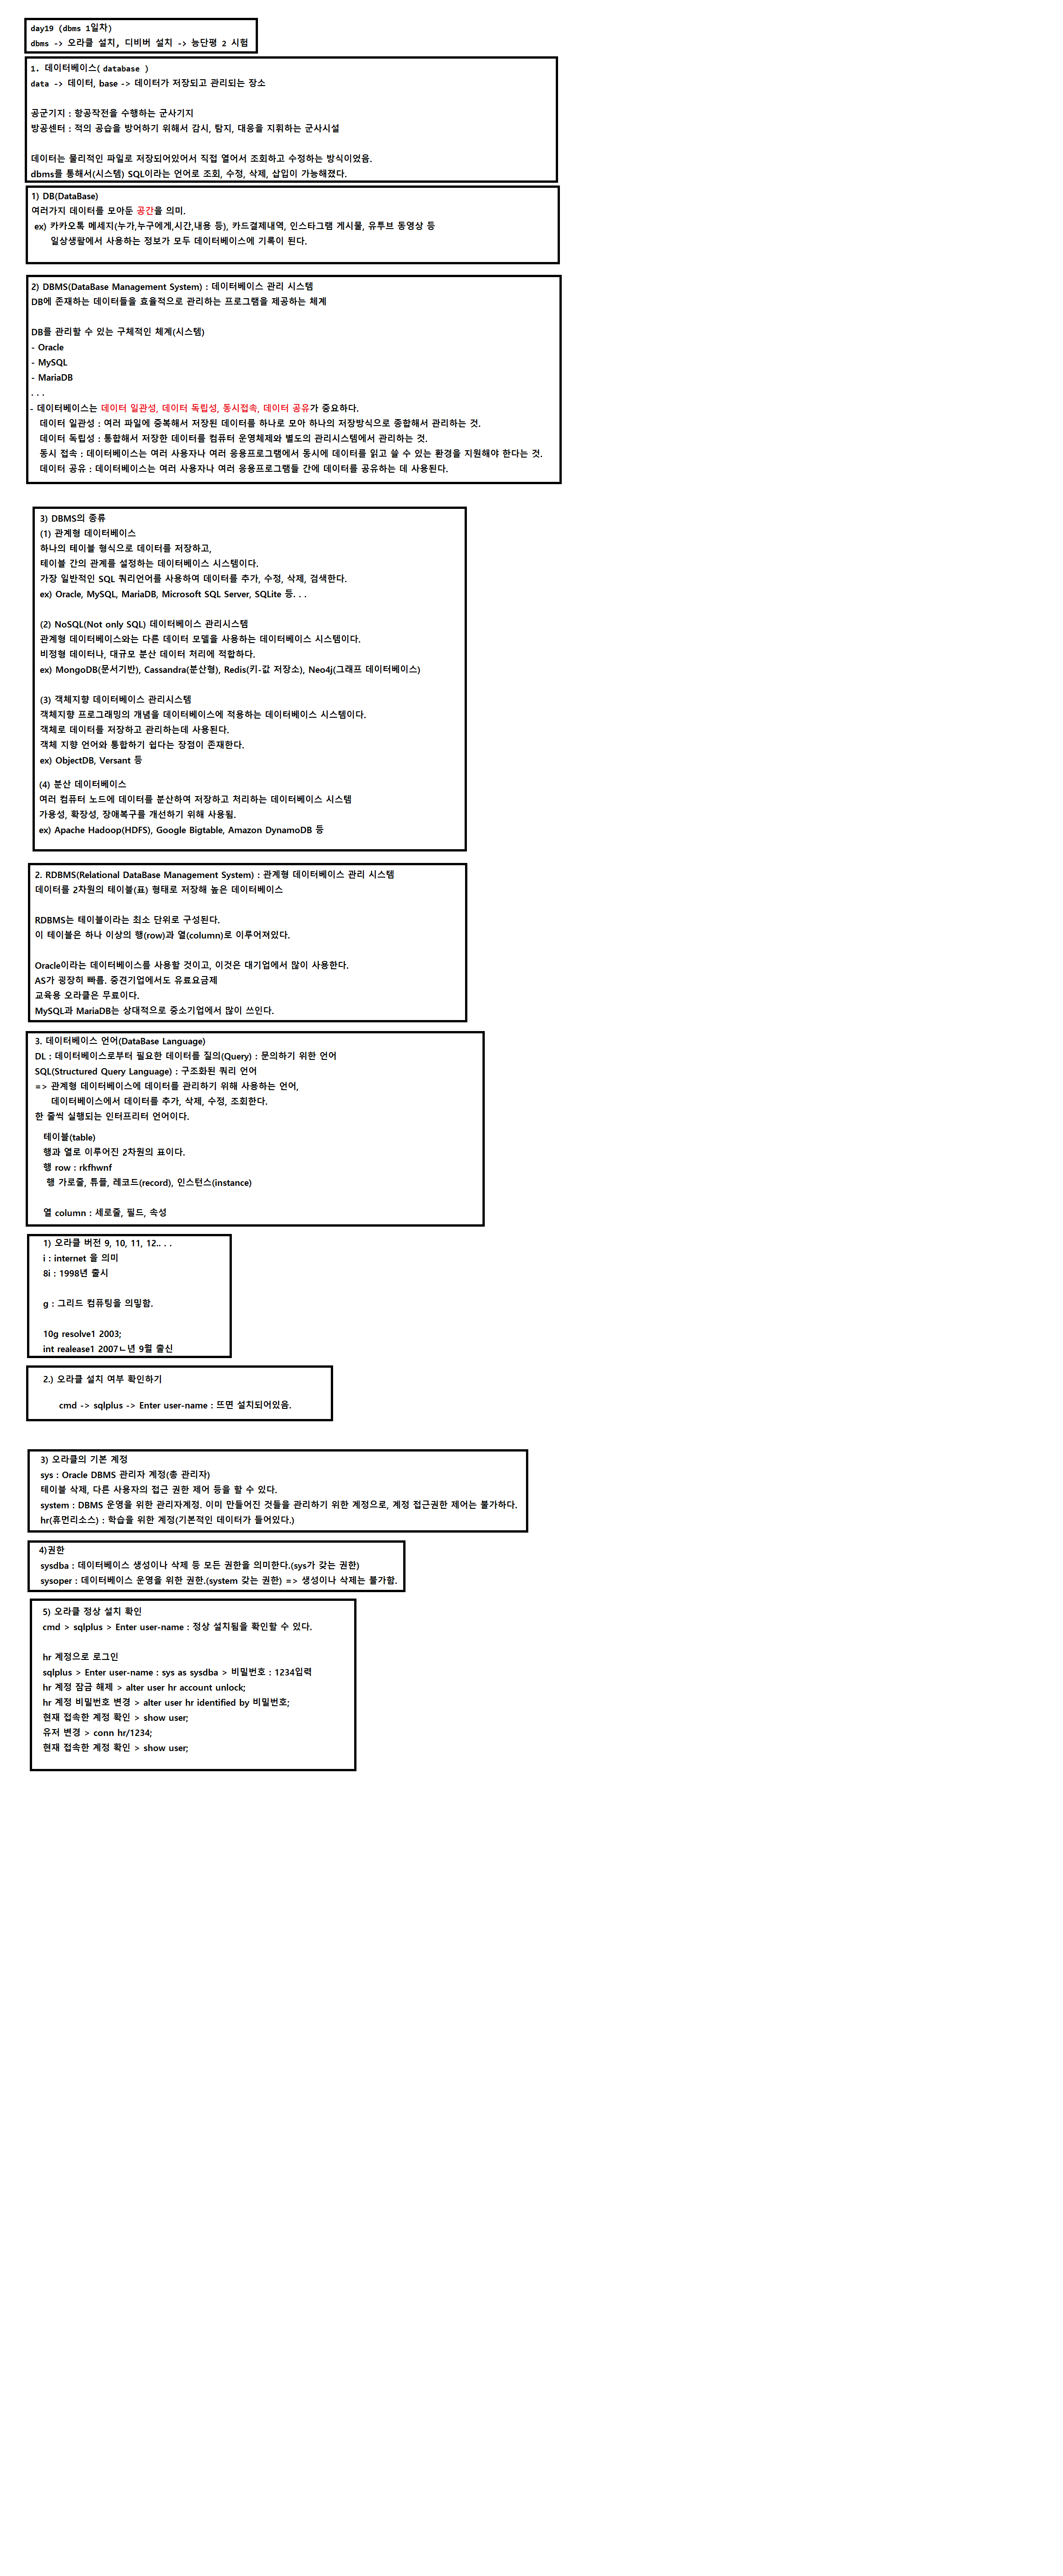 day19 (dbms 1일차)
dbms -> 오라클 설치, 디비버 설치 -> 능단평 2 시험
1. 데이터베이스( database )
data -> 데이터, base -> 데이터가 저장되고 관리되는 장소
공군기지 : 항공작전을 수행하는 군사기지
방공센터 : 적의 공습을 방어하기 위해서 감시, 탐지, 대응을 지휘하는 군사시설
데이터는 물리적인 파일로 저장되어있어서 직접 열어서 조회하고 수정하는 방식이었음.
dbms를 통해서(시스템) SQL이라는 언어로 조회, 수정, 삭제, 삽입이 가능해졌다.
1) DB(DataBase)
여러가지 데이터를 모아둔 공간을 의미.
ex) 카카오톡 메세지(누가,누구에게,시간,내용 등), 카드결제내역, 인스타그램 게시물, 유투브 동영상 등
일상생활에서 사용하는 정보가 모두 데이터베이스에 기록이 된다.
2) DBMS(DataBase Management System) : 데이터베이스 관리 시스템
DB에 존재하는 데이터들을 효율적으로 관리하는 프로그램을 제공하는 체계
DB를 관리할 수 있는 구체적인 체계(시스템)
- Oracle
- MySQL
- MariaDB
. . .
- 데이터베이스는 데이터 일관성, 데이터 독립성, 동시접속, 데이터 공유가 중요하다.
데이터 일관성 : 여러 파일에 중복해서 저장된 데이터를 하나로 모아 하나의 저장방식으로 종합해서 관리하는 것.
데이터 독립성 : 통합해서 저장한 데이터를 컴퓨터 운영체제와 별도의 관리시스템에서 관리하는 것.
동시 접속 : 데이터베이스는 여러 사용자나 여러 응용프로그램에서 동시에 데이터를 읽고 쓸 수 있는 환경을 지원해야 한다는 것.
데이터 공유 : 데이터베이스는 여러 사용자나 여러 응용프로그램들 간에 데이터를 공유하는 데 사용된다.
3) DBMS의 종류
(1) 관계형 데이터베이스
하나의 테이블 형식으로 데이터를 저장하고,
테이블 간의 관계를 설정하는 데이터베이스 시스템이다.
가장 일반적인 SQL 쿼리언어를 사용하여 데이터를 추가, 수정, 삭제, 검색한다.
ex) Oracle, MySQL, MariaDB, Microsoft SQL Server, SQLite 등. . .
(2) NoSQL(Not only SQL) 데이터베이스 관리시스템
관계형 데이터베이스와는 다른 데이터 모델을 사용하는 데이터베이스 시스템이다.
비정형 데이터나, 대규모 분산 데이터 처리에 적합하다.
ex) MongoDB(문서기반), Cassandra(분산형), Redis(키-값 저장소), Neo4j(그래프 데이터베이스)
(3) 객체지향 데이터베이스 관리시스템
객체지향 프로그래밍의 개념을 데이터베이스에 적용하는 데이터베이스 시스템이다.
객체로 데이터를 저장하고 관리하는데 사용된다.
객체 지향 언어와 통합하기 쉽다는 장점이 존재한다.
ex) ObjectDB, Versant 등
(4) 분산 데이터베이스
여러 컴퓨터 노드에 데이터를 분산하여 저장하고 처리하는 데이터베이스 시스템
가용성, 확장성, 장애복구를 개선하기 위해 사용됨.
ex) Apache Hadoop(HDFS), Google Bigtable, Amazon DynamoDB 등
2. RDBMS(Relational DataBase Management System) : 관계형 데이터베이스 관리 시스템
데이터를 2차원의 테이블(표) 형태로 저장해 높은 데이터베이스
RDBMS는 테이블이라는 최소 단위로 구성된다.
이 테이블은 하나 이상의 행(row)과 열(column)로 이루어져있다.
Oracle이라는 데이터베이스를 사용할 것이고, 이것은 대기업에서 많이 사용한다.
AS가 굉장히 빠름. 중견기업에서도 유료요금제
교육용 오라클은 무료이다.
MySQL과 MariaDB는 상대적으로 중소기업에서 많이 쓰인다.
3. 데이터베이스 언어(DataBase Language)
DL : 데이터베이스로부터 필요한 데이터를 질의(Query) : 문의하기 위한 언어
SQL(Structured Query Language) : 구조화된 쿼리 언어
=> 관계형 데이터베이스에 데이터를 관리하기 위해 사용하는 언어,
데이터베이스에서 데이터를 추가, 삭제, 수정, 조회한다.
한 줄씩 실행되는 인터프리터 언어이다.
테이블(table)
행과 열로 이루어진 2차원의 표이다.
행 row : rkfhwnf
행 가로줄, 튜플, 레코드(record), 인스턴스(instance)
열 column : 세로줄, 필드, 속성
1) 오라클 버전 9, 10, 11, 12.. . .
i : internet 을 의미
8i : 1998년 출시
g : 그리드 컴퓨팅을 의밓함.
10g resolve1 2003;
int realease1 2007ㄴ년 9월 출신
2.) 오라클 설치 여부 확인하기
cmd -> sqlplus -> Enter user-name : 뜨면 설치되어있음.
3) 오라클의 기본 계정
sys : Oracle DBMS 관리자 계정(총 관리자)
테이블 삭제, 다른 사용자의 접근 권한 제어 등을 할 수 있다.
system : DBMS 운영을 위한 관리자계정. 이미 만들어진 것들을 관리하기 위한 계정으로, 계정 접근권한 제어는 불가하다.
hr(휴먼리소스) : 학습을 위한 계정(기본적인 데이터가 들어있다.)
4)권한
sysdba : 데이터베이스 생성이나 삭제 등 모든 권한을 의미한다.(sys가 갖는 권한)
sysoper : 데이터베이스 운영을 위한 권한.(system 갖는 권한) => 생성이나 삭제는 불가함.
5) 오라클 정상 설치 확인
cmd > sqlplus > Enter user-name : 정상 설치됨을 확인할 수 있다.
hr 계정으로 로그인
sqlplus > Enter user-name : sys as sysdba > 비밀번호 : 1234입력
hr 계정 잠금 해제 > alter user hr account unlock;
hr 계정 비밀번호 변경 > alter user hr identified by 비밀번호;
현재 접속한 계정 확인 > show user;
유저 변경 > conn hr/1234;
현재 접속한 계정 확인 > show user;